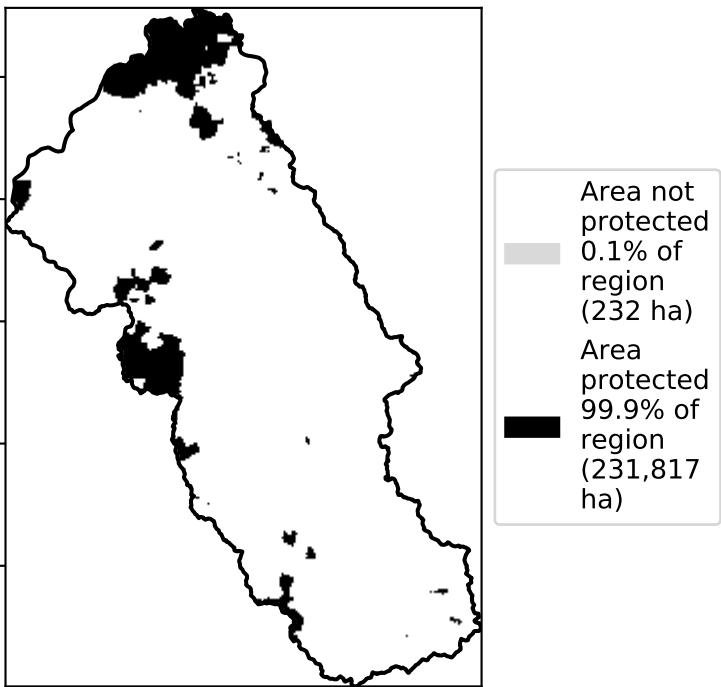 Area not
protected
0.1% of
region
(232 ha)
Area
protected
99.9% of
region
(231,817
ha)